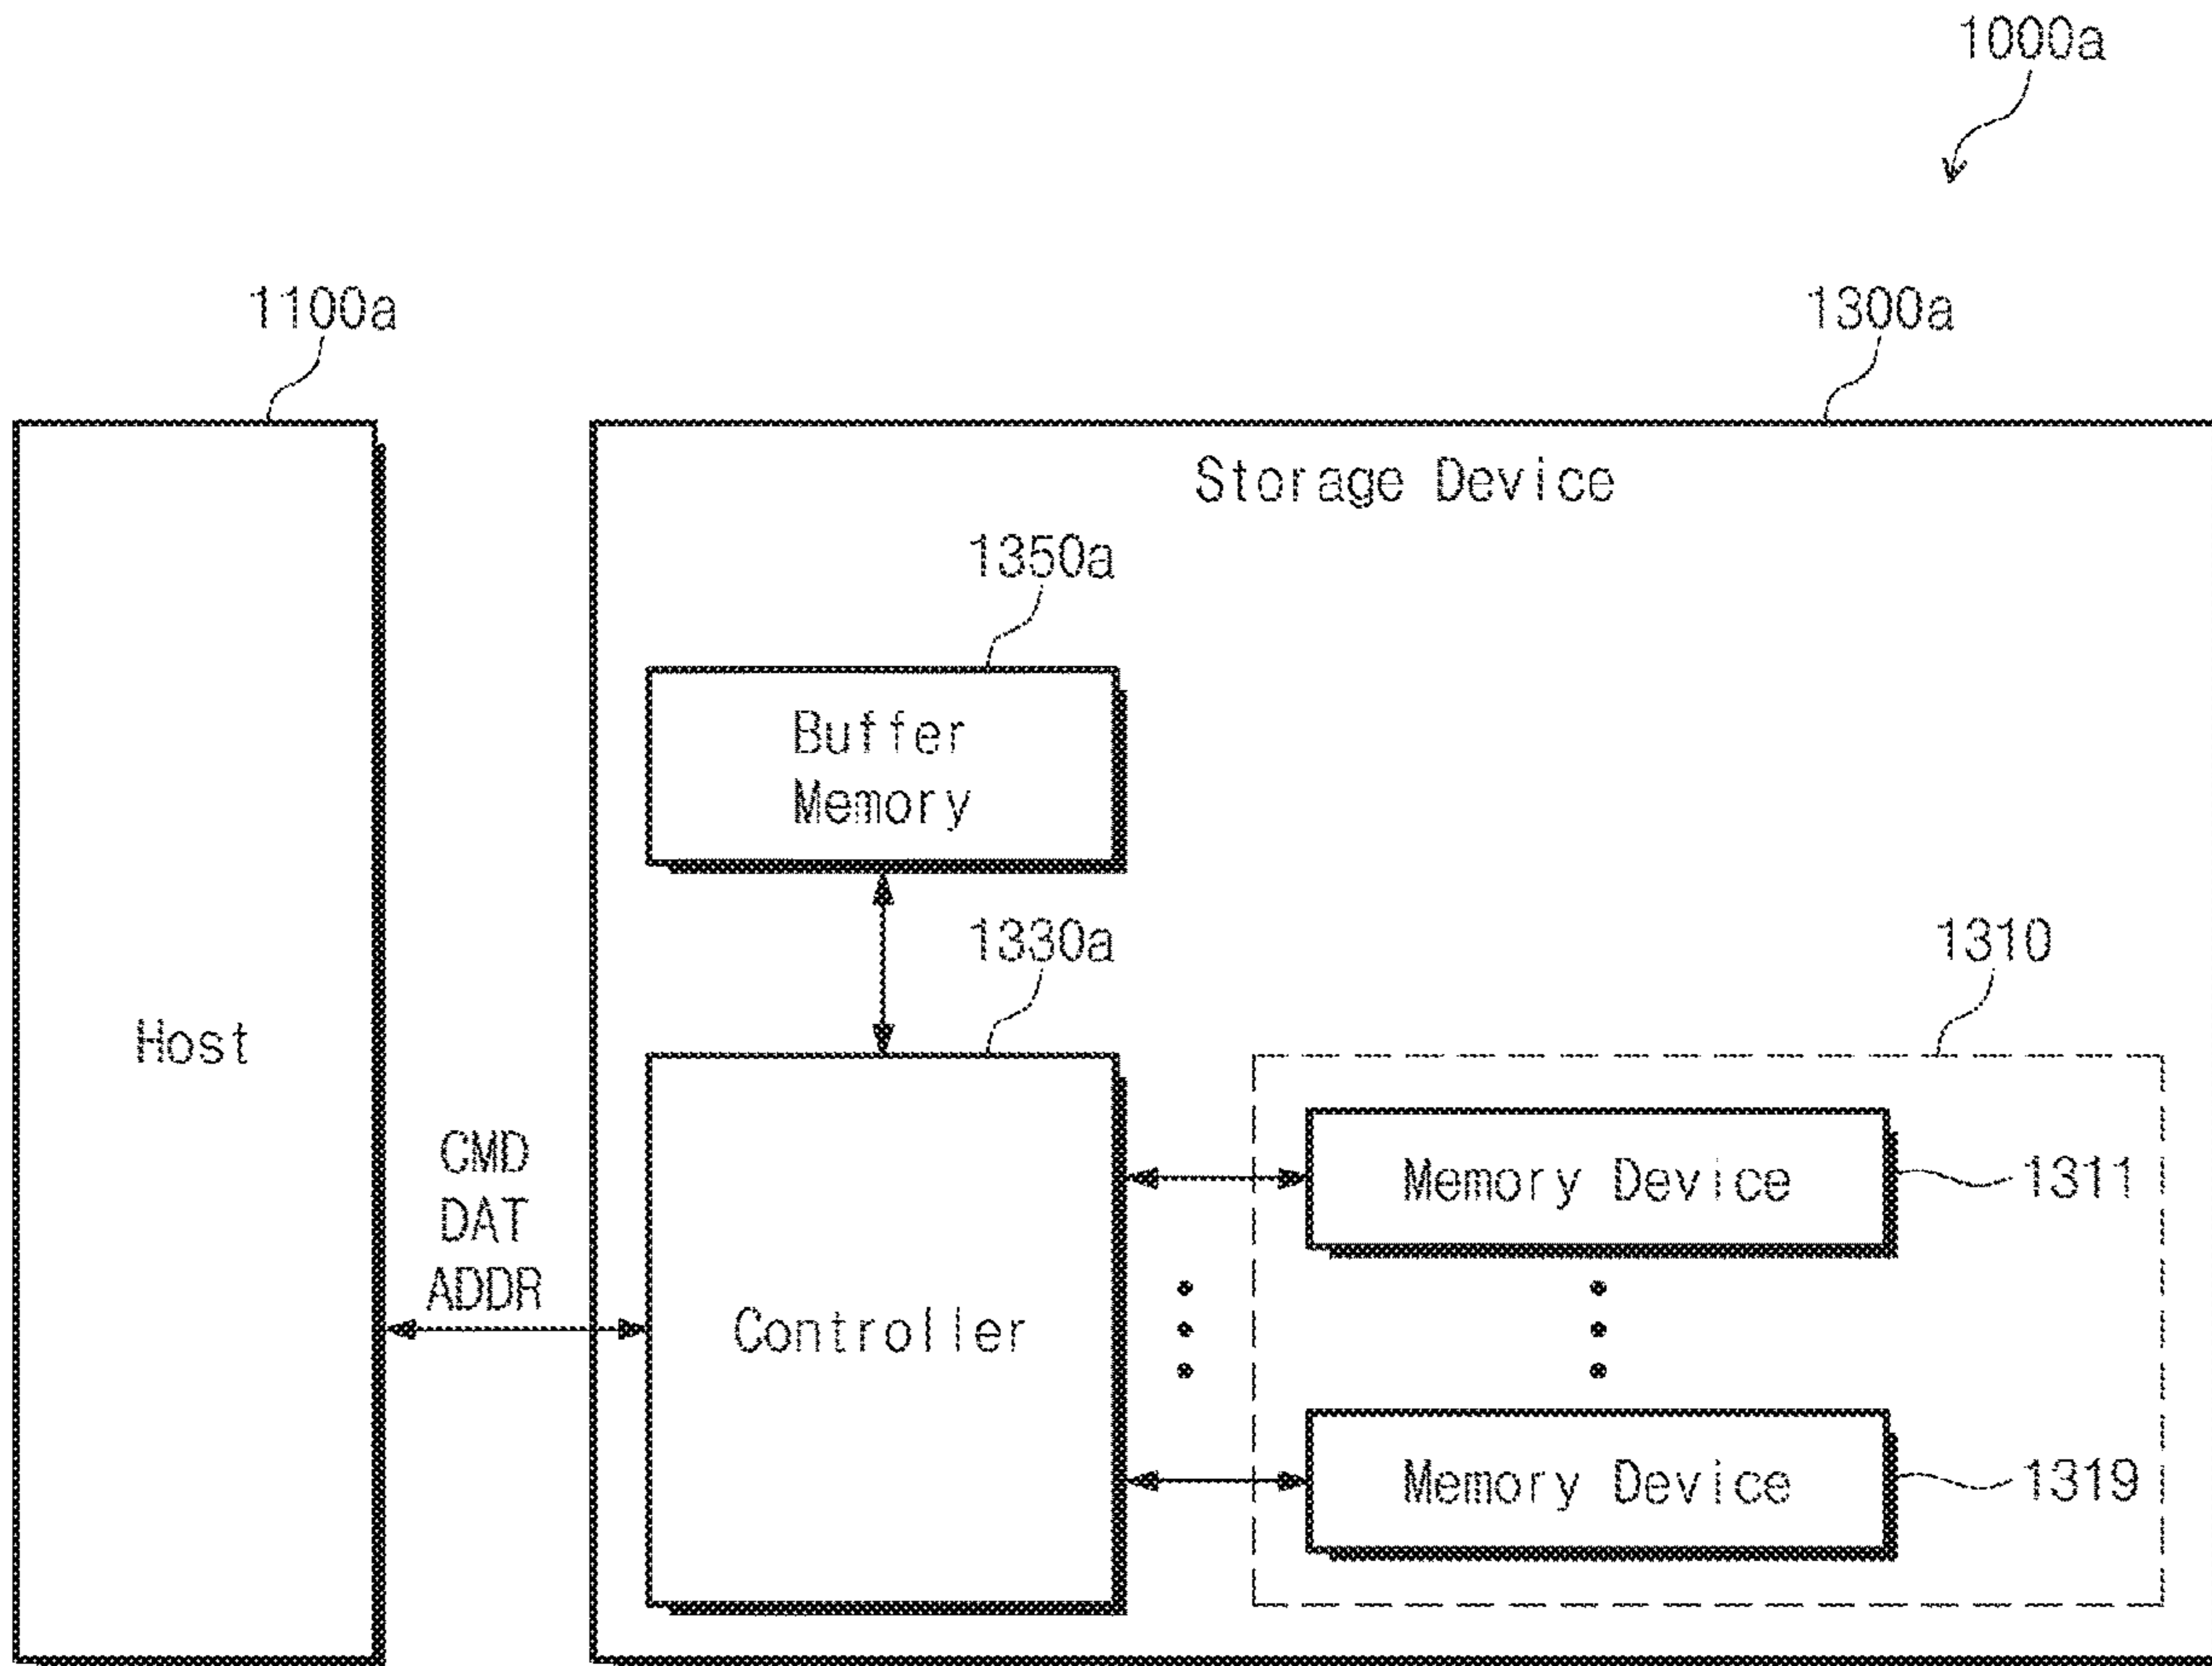 1000a
1100a
1300a
Storage Device
1350a
Buffer
Memory
1330a
1310
Host
CMD
DAT
ADDR
Controller
Memory Device
1311
Memory Device
1319